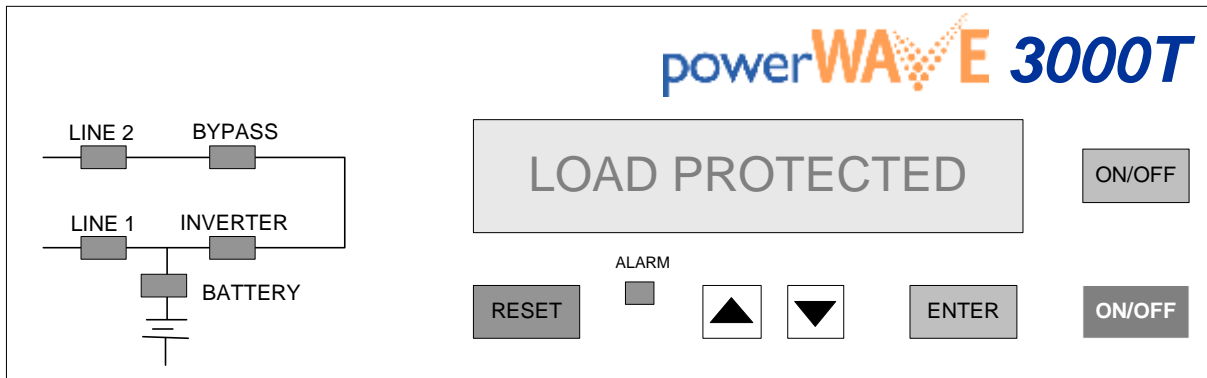 powerWAVE 3000T
LINE 2 BYPASS
LOAD PROTECTED
ON/OFF
LINE 1 INVERTER
ALARM
BATTERY
RESET
ENTER
ON/OFF